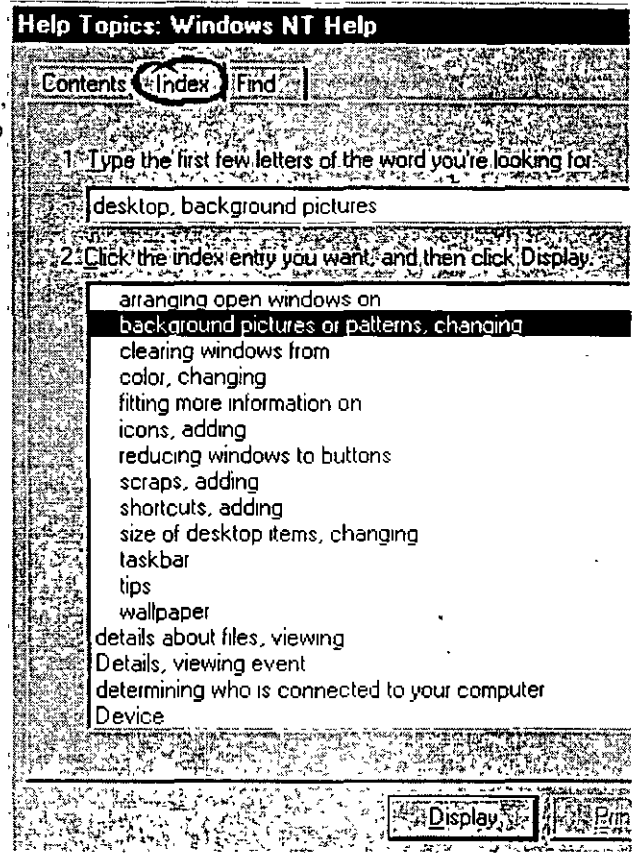 Help Topics: Windows NT Help
Contents Index Find
1. Type the first few letters of the word you're looking for.
desktop, background pictures
2. Click the index entry you want, and then click Display.
arranging open windows on
background pictures or patterns, changing
clearing windows from
color, changing
fitting more information on
icons, adding
reducing windows to buttons
scraps, adding
shortcuts, adding
size of desktop items, changing
taskbar
tips
wallpaper
details about files, viewing
Details, viewing event
determining who is connected to your computer
Device
Display